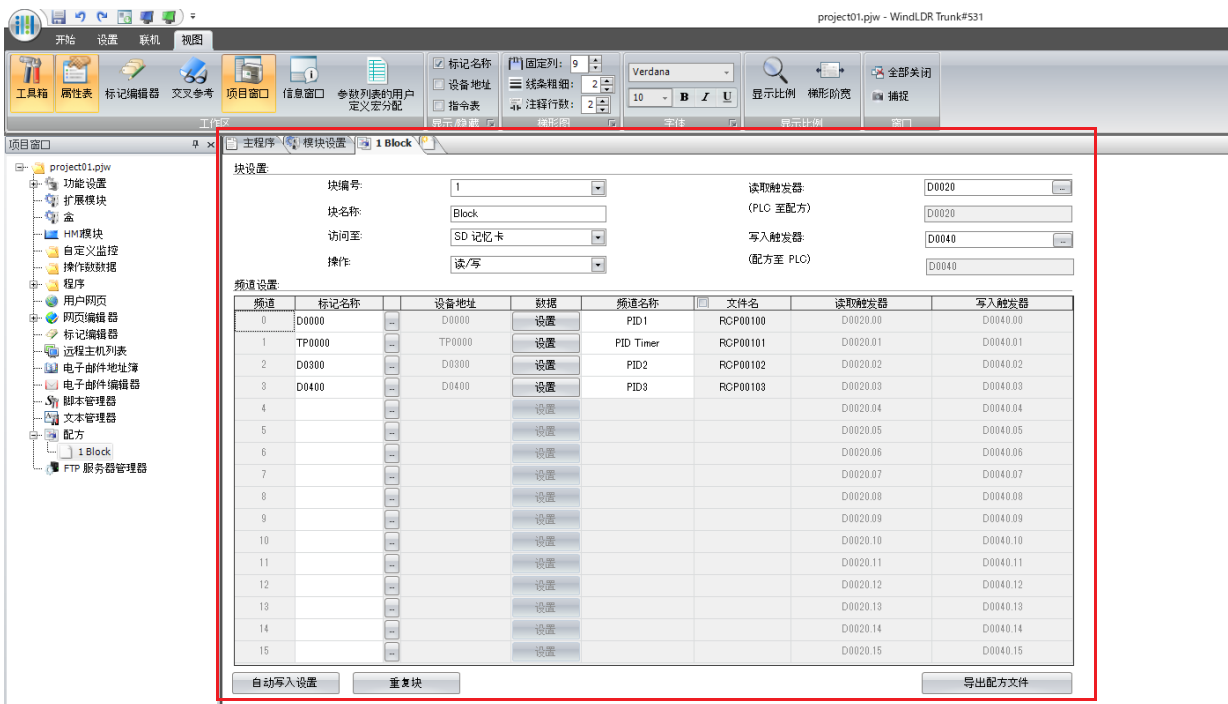 project01.pjw - WindLDR Trunk#531
开始 设置 联机 视图
工具箱 属性表 标记编辑器 交叉参考 项目窗口 信息窗口 参数列表的用户定义宏分配
工作区
标记名称
设备地址
指令表
显示/隐藏
固定列: 9
线条粗细: 2
注释行数: 2
梯形图
Verdana
10 B I U
字体
显示比例 梯形阶宽
显示比例
全部关闭
捕捉
窗口
项目窗口
project01.pjw
功能设置
扩展模块
盒
HMI模块
自定义监控
操作数数据
程序
用户网页
网页编辑器
标记编辑器
远程主机列表
电子邮件地址簿
电子邮件编辑器
脚本管理器
文本管理器
配方
1 Block
FTP 服务器管理器
主程序 模块设置 1 Block
块设置:
块编号: 1 读取触发器: D0020 ...
块名称: Block (PLC 至配方) D0020
访问至: SD 记忆卡 写入触发器: D0040 ...
操作: 读/写 (配方至 PLC) D0040
频道设置:
频道 标记名称 设备地址 数据 频道名称 文件名 读取触发器 写入触发器
0 D0000 ... D0000 设置 PID1 RCP00100 D0020.00 D0040.00
1 TP0000 ... TP0000 设置 PID Timer RCP00101 D0020.01 D0040.01
2 D0300 ... D0300 设置 PID2 RCP00102 D0020.02 D0040.02
3 D0400 ... D0400 设置 PID3 RCP00103 D0020.03 D0040.03
4 ... 设置 D0020.04 D0040.04
5 ... 设置 D0020.05 D0040.05
6 ... 设置 D0020.06 D0040.06
7 ... 设置 D0020.07 D0040.07
8 ... 设置 D0020.08 D0040.08
9 ... 设置 D0020.09 D0040.09
10 ... 设置 D0020.10 D0040.10
11 ... 设置 D0020.11 D0040.11
12 ... 设置 D0020.12 D0040.12
13 ... 设置 D0020.13 D0040.13
14 ... 设置 D0020.14 D0040.14
15 ... 设置 D0020.15 D0040.15
自动写入设置 重复块 导出配方文件